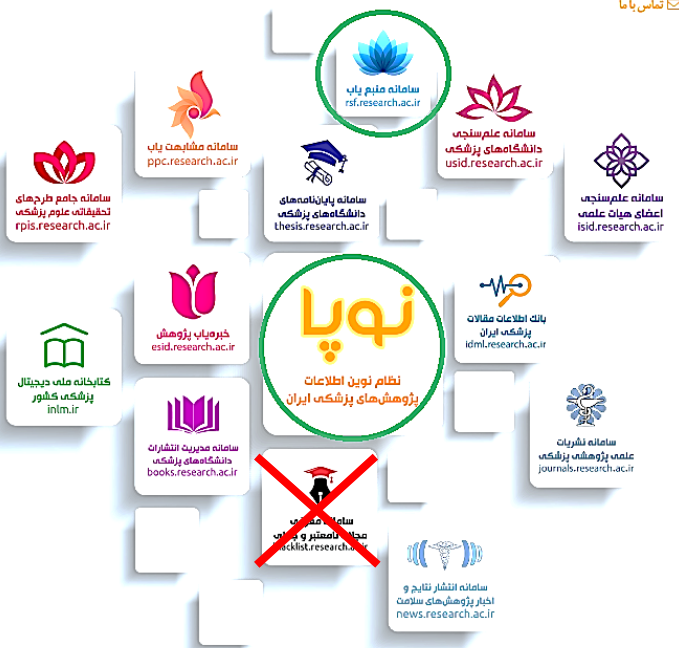 تماس با ما
سامانه منبع یاب
rsf.research.ac.ir
سامانه علم‌سنجی
دانشگاه‌های پزشکی
usid.research.ac.ir
سامانه مشابهت یاب
ppc.research.ac.ir
سامانه جامع طرح‌های
تحقیقاتی علوم پزشکی
rpis.research.ac.ir
سامانه پایان‌نامه‌های
دانشگاه‌های پزشکی
thesis.research.ac.ir
سامانه علم‌سنجی
اعضای هیات علمی
isid.research.ac.ir
خبره‌یاب پژوهش
esid.research.ac.ir
نوپا
نظام نوین اطلاعات
پژوهش‌های پزشکی ایران
بانک اطلاعات مقالات
پزشکی ایران
idml.research.ac.ir
کتابخانه ملی دیجیتال
پزشکی کشور
inlm.ir
سامانه مدیریت انتشارات
دانشگاه‌های پزشکی
books.research.ac.ir
سامانه نشریات
علمی پژوهشی پزشکی
journals.research.ac.ir
نامعتبر و
سامانه انتشار نتایج و
اخبار پژوهش‌های سلامت
news.research.ac.ir